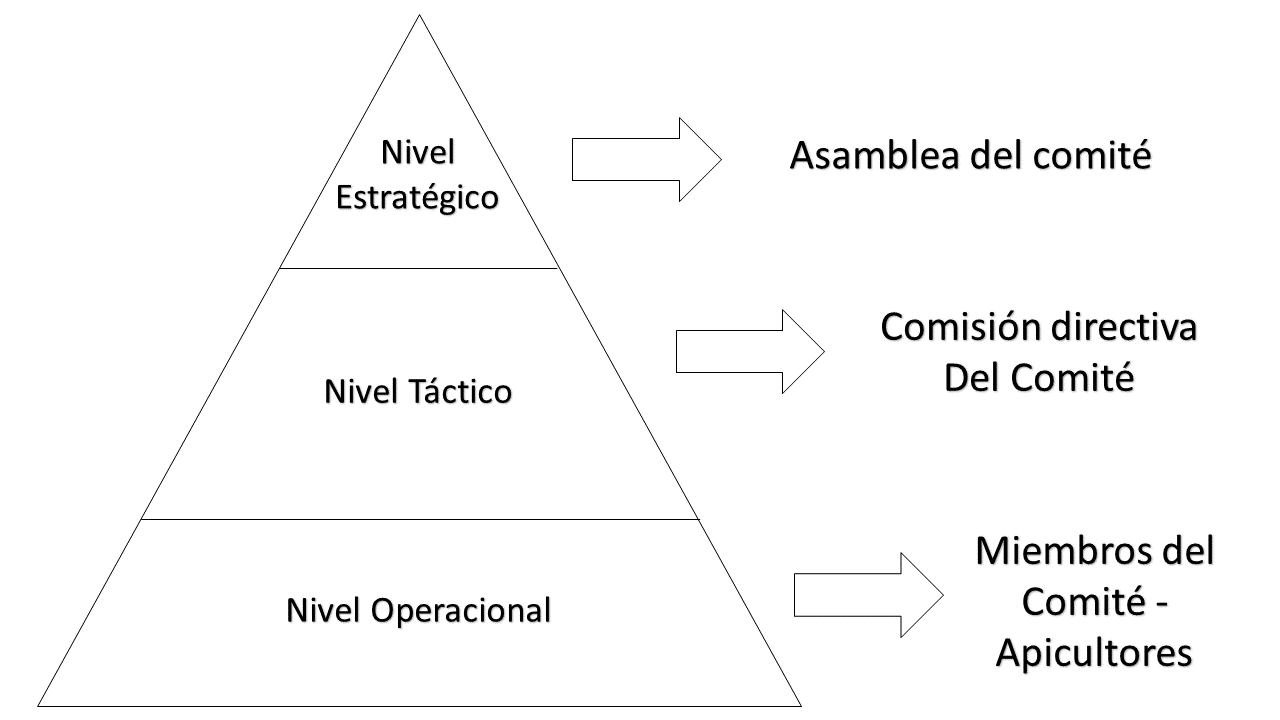 Nivel
Estratégico
Asamblea del comité
Nivel Táctico
Comisión directiva
Del Comité
Nivel Operacional
Miembros del
Comité -
Apicultores